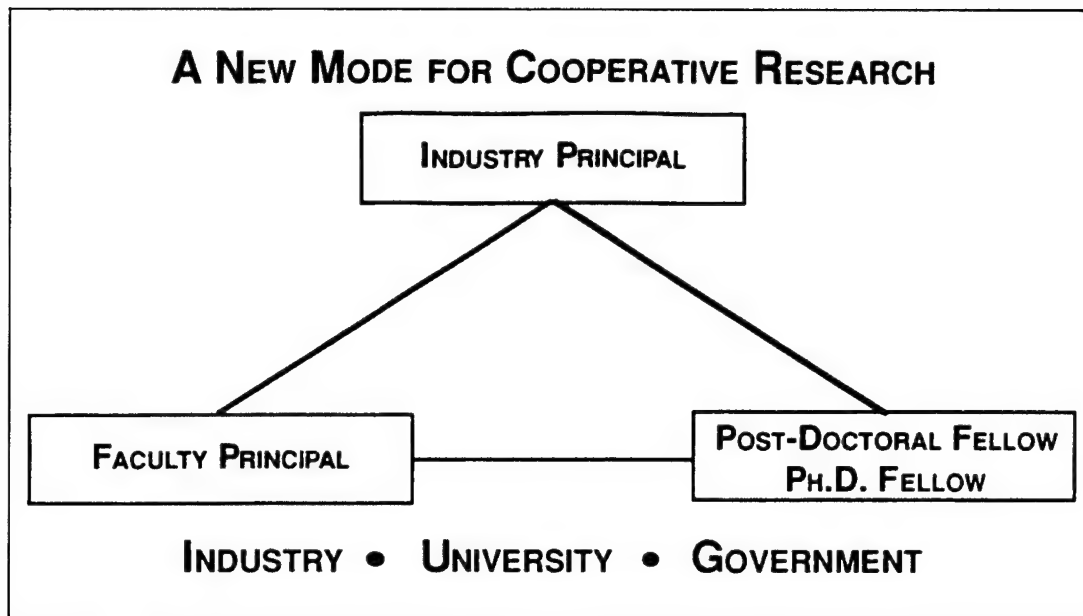 A NEW MODE FOR COOPERATIVE RESEARCH
INDUSTRY PRINCIPAL
FACULTY PRINCIPAL
POST-DOCTORAL FELLOW
PH.D. FELLOW
INDUSTRY • UNIVERSITY • GOVERNMENT